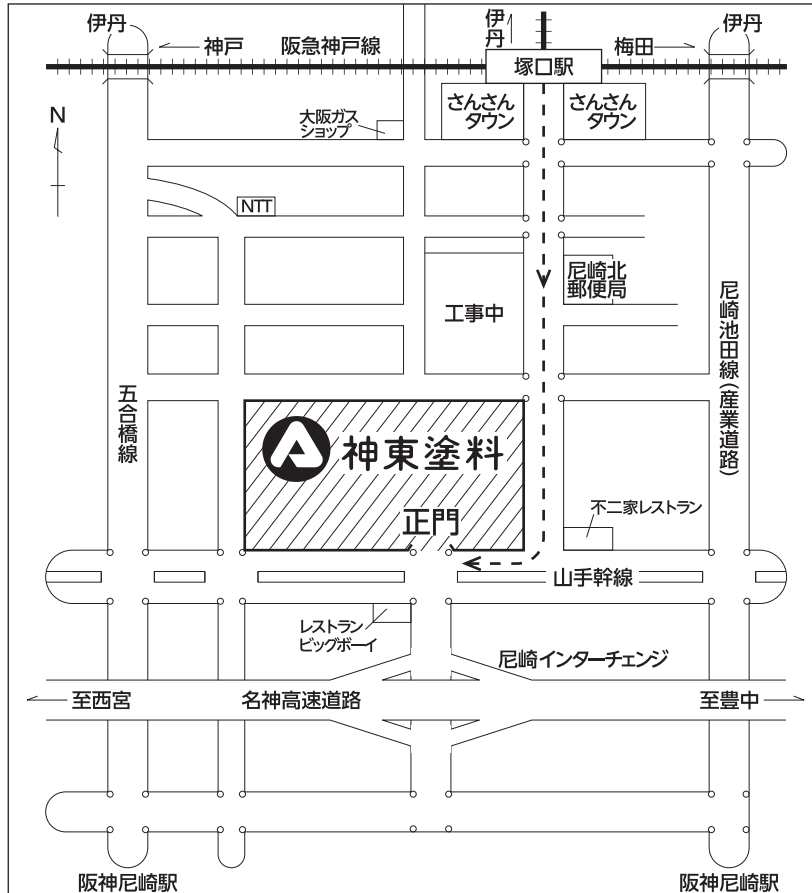 伊丹
神戸
阪急神戸線
伊丹
梅田
伊丹
塚口駅
N
大阪ガス
ショップ
さんさん
タウン
さんさん
タウン
NTT
尼崎北
郵便局
工事中
尼崎池田線(産業道路)
五合橋線
神東塗料
正門
不二家レストラン
山手幹線
レストラン
ビッグボーイ
尼崎インターチェンジ
至西宮
名神高速道路
至豊中
阪神尼崎駅
阪神尼崎駅